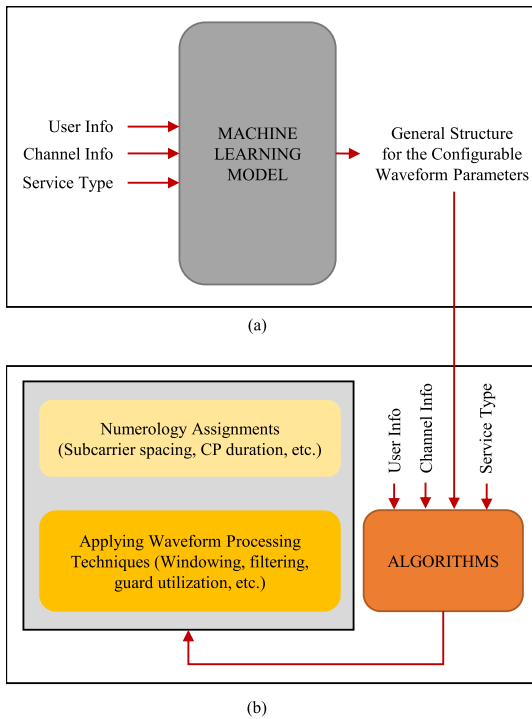 User Info
Channel Info
Service Type
MACHINE
LEARNING
MODEL
General Structure
for the Configurable
Waveform Parameters
(a)
Numerology Assignments
(Subcarrier spacing, CP duration, etc.)
Applying Waveform Processing
Techniques (Windowing, filtering,
guard utilization, etc.)
User Info
Channel Info
Service Type
ALGORITHMS
(b)